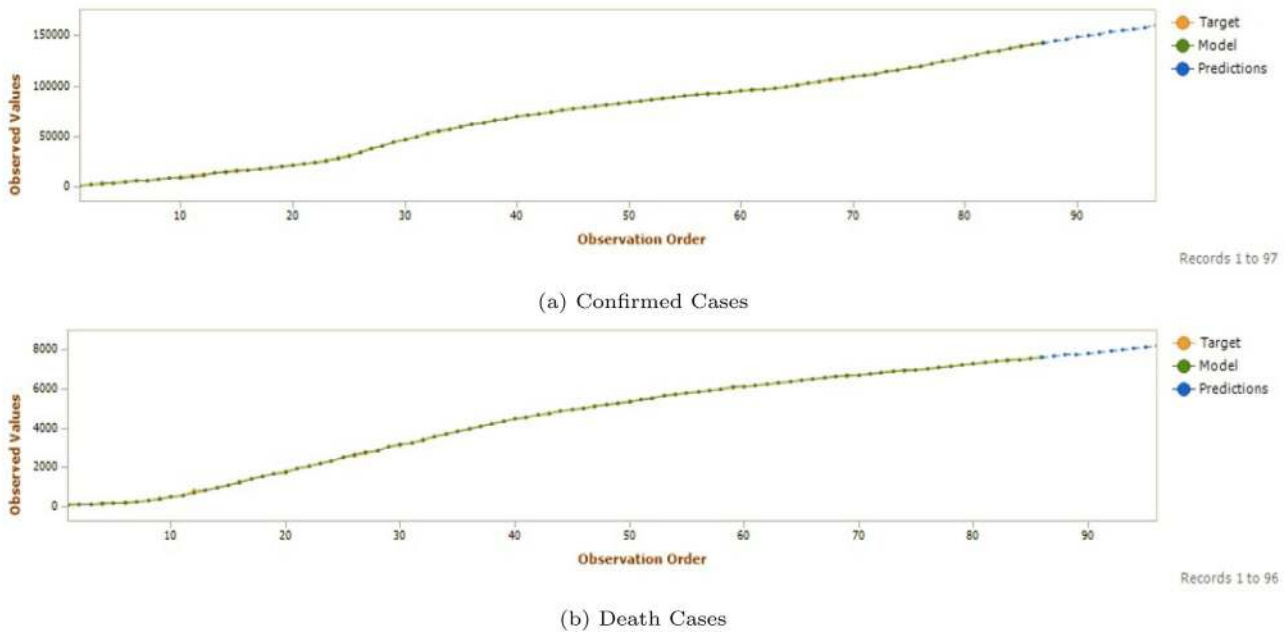 150000
100000
50000
0
Observed Values
10 20 30 40 50 60 70 80 90
Observation Order
Target
Model
Predictions
Records 1 to 97
(a) Confirmed Cases
8000
6000
4000
2000
0
Observed Values
10 20 30 40 50 60 70 80 90
Observation Order
Target
Model
Predictions
Records 1 to 96
(b) Death Cases